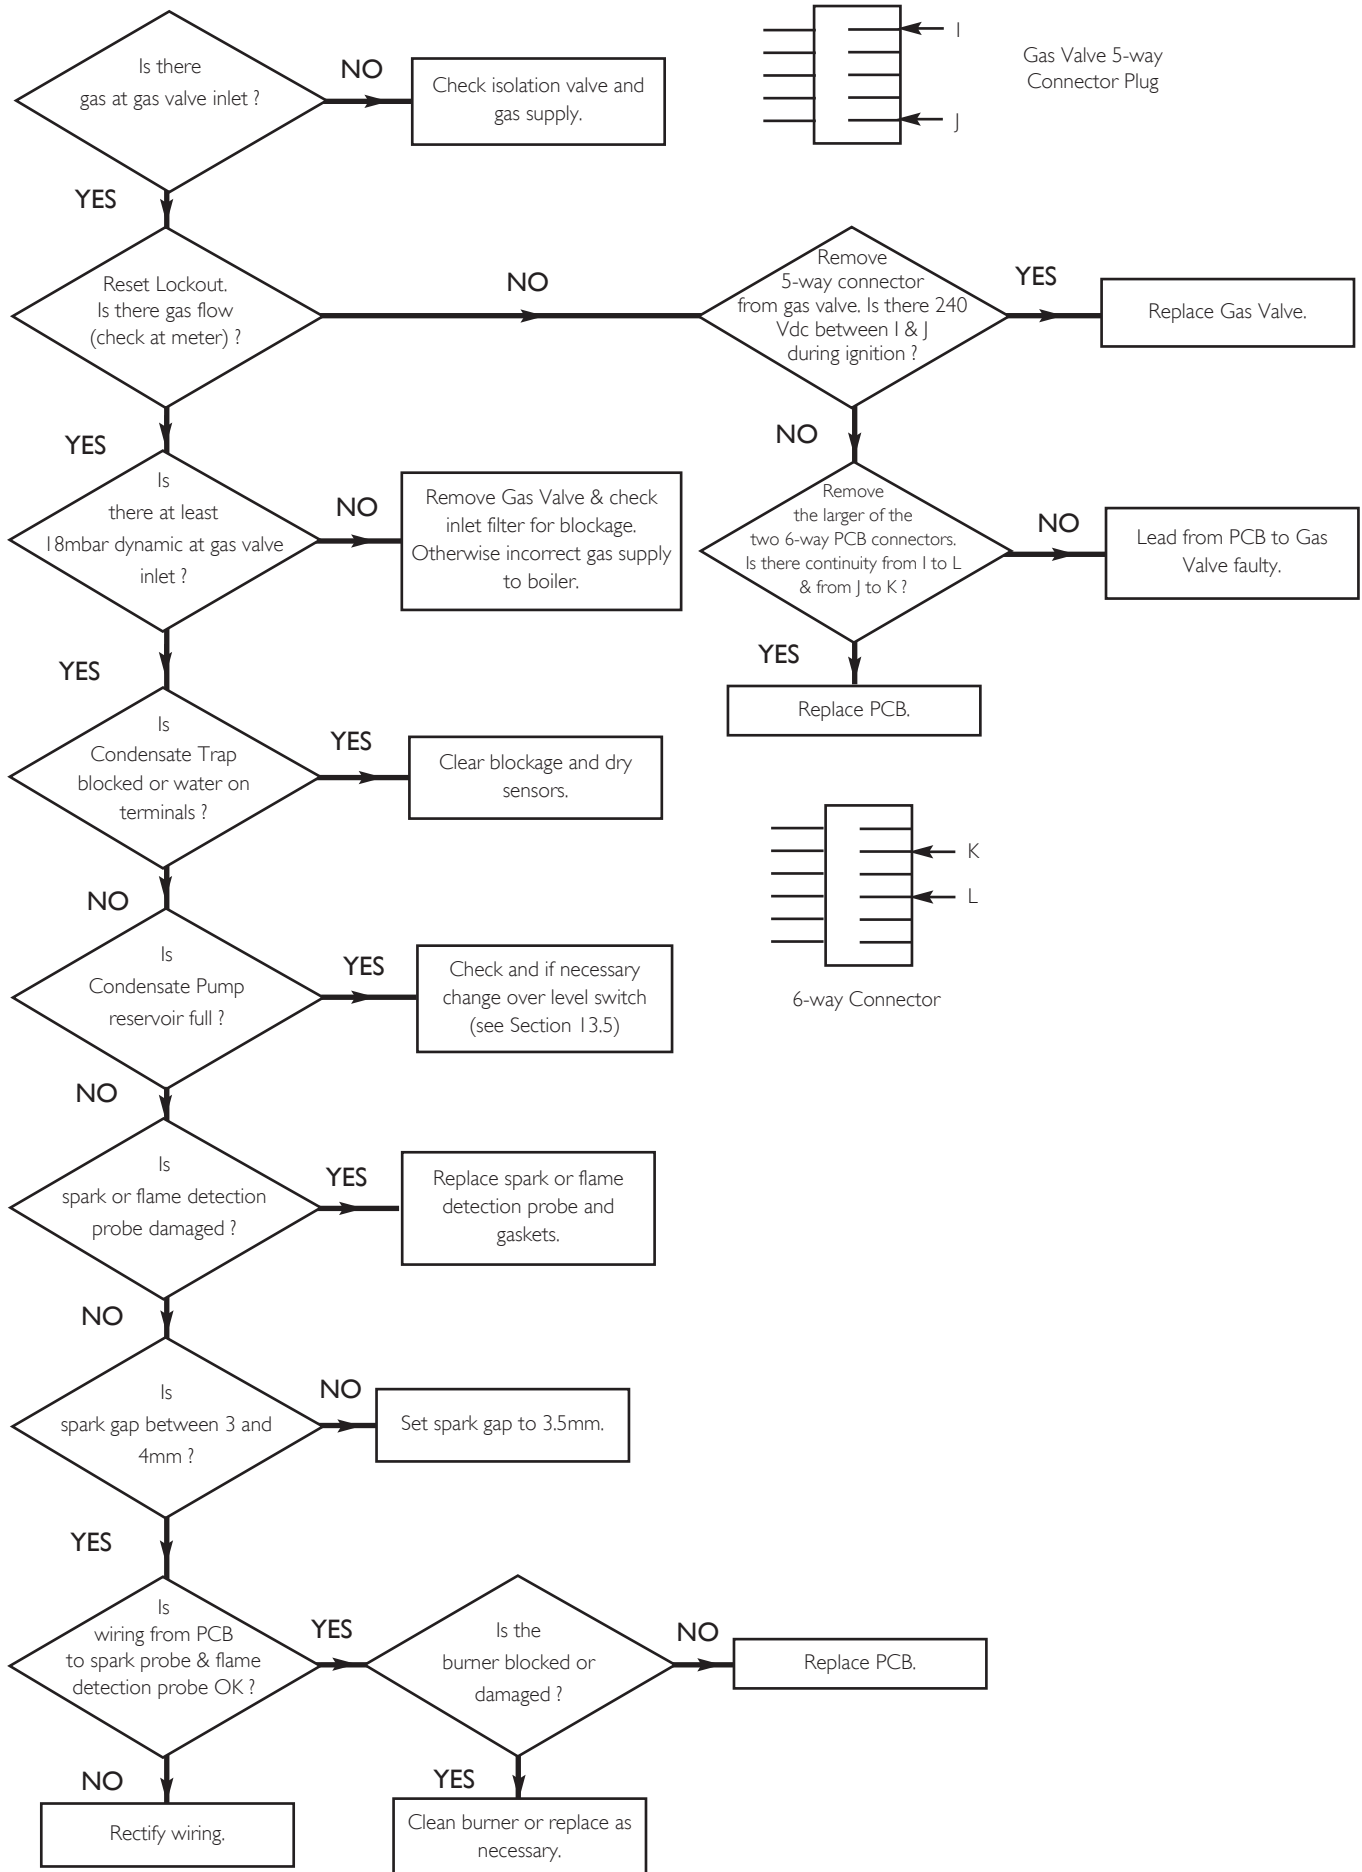 Is there
gas at gas valve inlet ?
NO
Check isolation valve and
gas supply.
I
J
Gas Valve 5-way
Connector Plug
YES
Reset Lockout.
Is there gas flow
(check at meter) ?
NO
Remove
5-way connector
from gas valve. Is there 240
Vdc between I & J
during ignition ?
YES
Replace Gas Valve.
YES
NO
Is
there at least
18mbar dynamic at gas valve
inlet ?
NO
Remove Gas Valve & check
inlet filter for blockage.
Otherwise incorrect gas supply
to boiler.
Remove
the larger of the
two 6-way PCB connectors.
Is there continuity from I to L
& from J to K ?
NO
Lead from PCB to Gas
Valve faulty.
YES
YES
Replace PCB.
Is
Condensate Trap
blocked or water on
terminals ?
YES
Clear blockage and dry
sensors.
K
L
6-way Connector
NO
Is
Condensate Pump
reservoir full ?
YES
Check and if necessary
change over level switch
(see Section 13.5)
NO
Is
spark or flame detection
probe damaged ?
YES
Replace spark or flame
detection probe and
gaskets.
NO
Is
spark gap between 3 and
4mm ?
NO
Set spark gap to 3.5mm.
YES
Is
wiring from PCB
to spark probe & flame
detection probe OK ?
YES
Is the
burner blocked or
damaged ?
NO
Replace PCB.
NO
YES
Rectify wiring.
Clean burner or replace as
necessary.